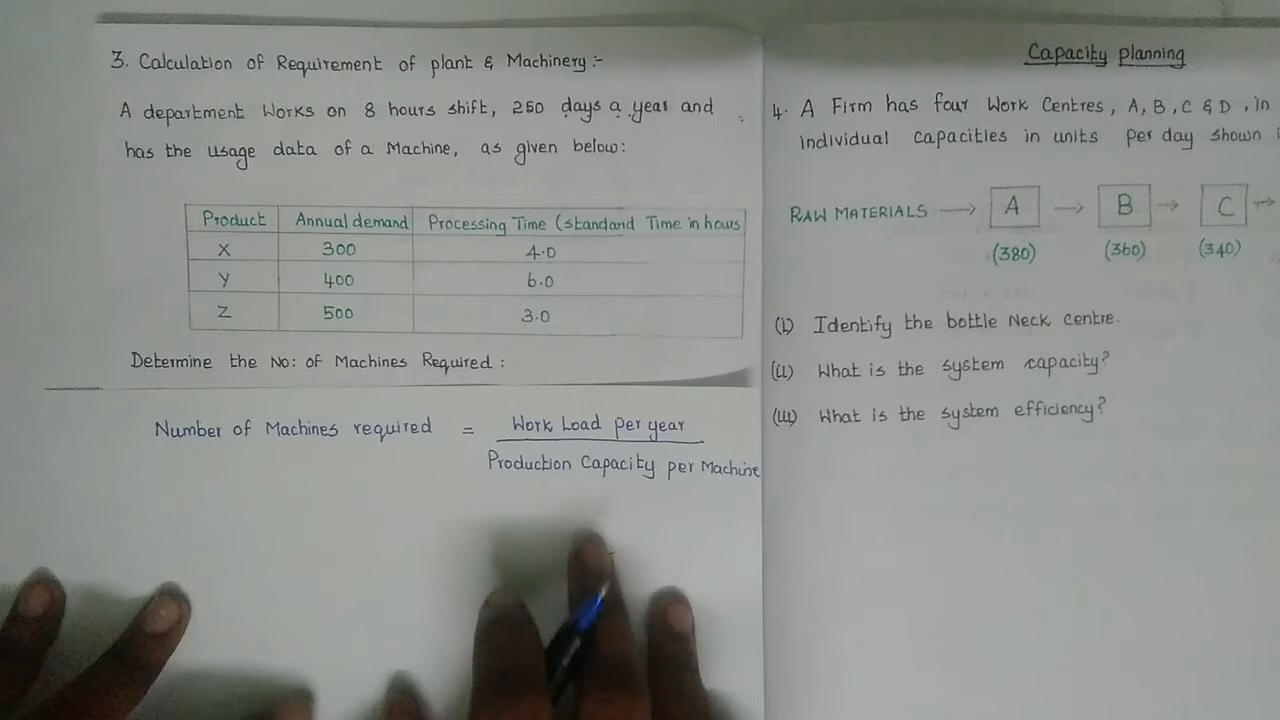 3. Calculation of Requirement of plant & Machinery :-
A department Works on 8 hours shift, 250 days a year and
has the usage data of a Machine, as given below:
Product Annual demand Processing Time (standard Time in hours
X 300 4.0
Y 400 6.0
Z 500 3.0
Determine the No: of Machines Required :
Number of Machines required = Work Load per year
Production Capacity per Machine
Capacity planning
4. A Firm has four Work Centres, A, B, C & D, in
individual capacities in units per day shown
RAW MATERIALS → A → B → C →
(380) (360) (340)
(i) Identify the bottle Neck centre.
(ii) What is the system capacity?
(iii) What is the system efficiency?